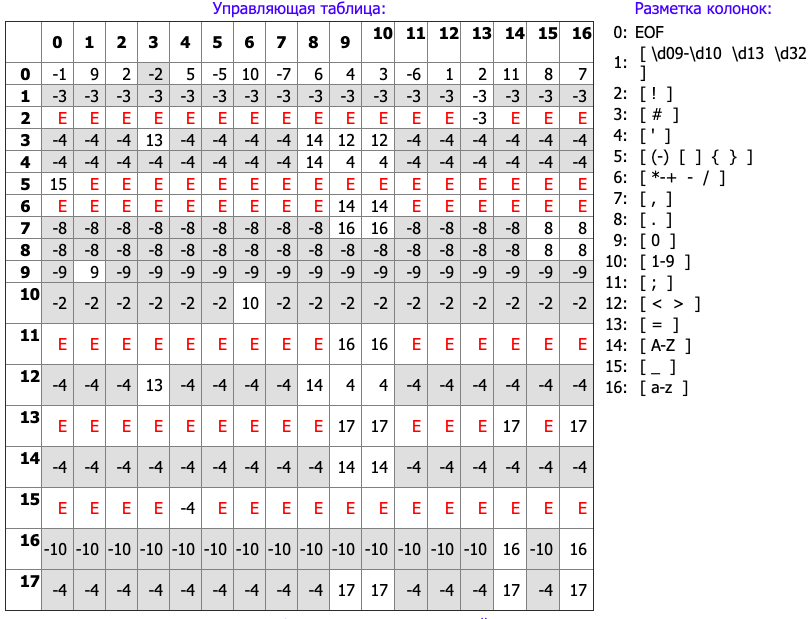 Управляющая таблица:
0 1 2 3 4 5 6 7 8 9 10 11 12 13 14 15 16
0 -1 9 2 -2 5 -5 10 -7 6 4 3 -6 1 2 11 8 7
1 -3 -3 -3 -3 -3 -3 -3 -3 -3 -3 -3 -3 -3 -3 -3 -3 -3
2 E E E E E E E E E E E E E -3 E E E
3 -4 -4 -4 13 -4 -4 -4 -4 14 12 12 -4 -4 -4 -4 -4 -4
4 -4 -4 -4 -4 -4 -4 -4 -4 14 4 4 -4 -4 -4 -4 -4 -4
5 15 E E E E E E E E E E E E E E E E
6 E E E E E E E E E 14 14 E E E E E E
7 -8 -8 -8 -8 -8 -8 -8 -8 -8 16 16 -8 -8 -8 -8 8 8
8 -8 -8 -8 -8 -8 -8 -8 -8 -8 -8 -8 -8 -8 -8 -8 8 8
9 -9 9 -9 -9 -9 -9 -9 -9 -9 -9 -9 -9 -9 -9 -9 -9 -9
10 -2 -2 -2 -2 -2 -2 10 -2 -2 -2 -2 -2 -2 -2 -2 -2 -2
11 E E E E E E E E E 16 16 E E E E E E
12 -4 -4 -4 13 -4 -4 -4 -4 14 4 4 -4 -4 -4 -4 -4 -4
13 E E E E E E E E E 17 17 E E E 17 E 17
14 -4 -4 -4 -4 -4 -4 -4 -4 -4 14 14 -4 -4 -4 -4 -4 -4
15 E E E E -4 E E E E E E E E E E E E
16 -10 -10 -10 -10 -10 -10 -10 -10 -10 -10 -10 -10 -10 -10 16 -10 16
17 -4 -4 -4 -4 -4 -4 -4 -4 -4 17 17 -4 -4 -4 17 -4 17
Разметка колонок:
0: EOF
1: [ \d09-\d10 \d13 \d32
]
2: [ ! ]
3: [ # ]
4: [ ' ]
5: [ (-) [ ] { } ]
6: [ *-+ - / ]
7: [ , ]
8: [ . ]
9: [ 0 ]
10: [ 1-9 ]
11: [ ; ]
12: [ < > ]
13: [ = ]
14: [ A-Z ]
15: [ _ ]
16: [ a-z ]